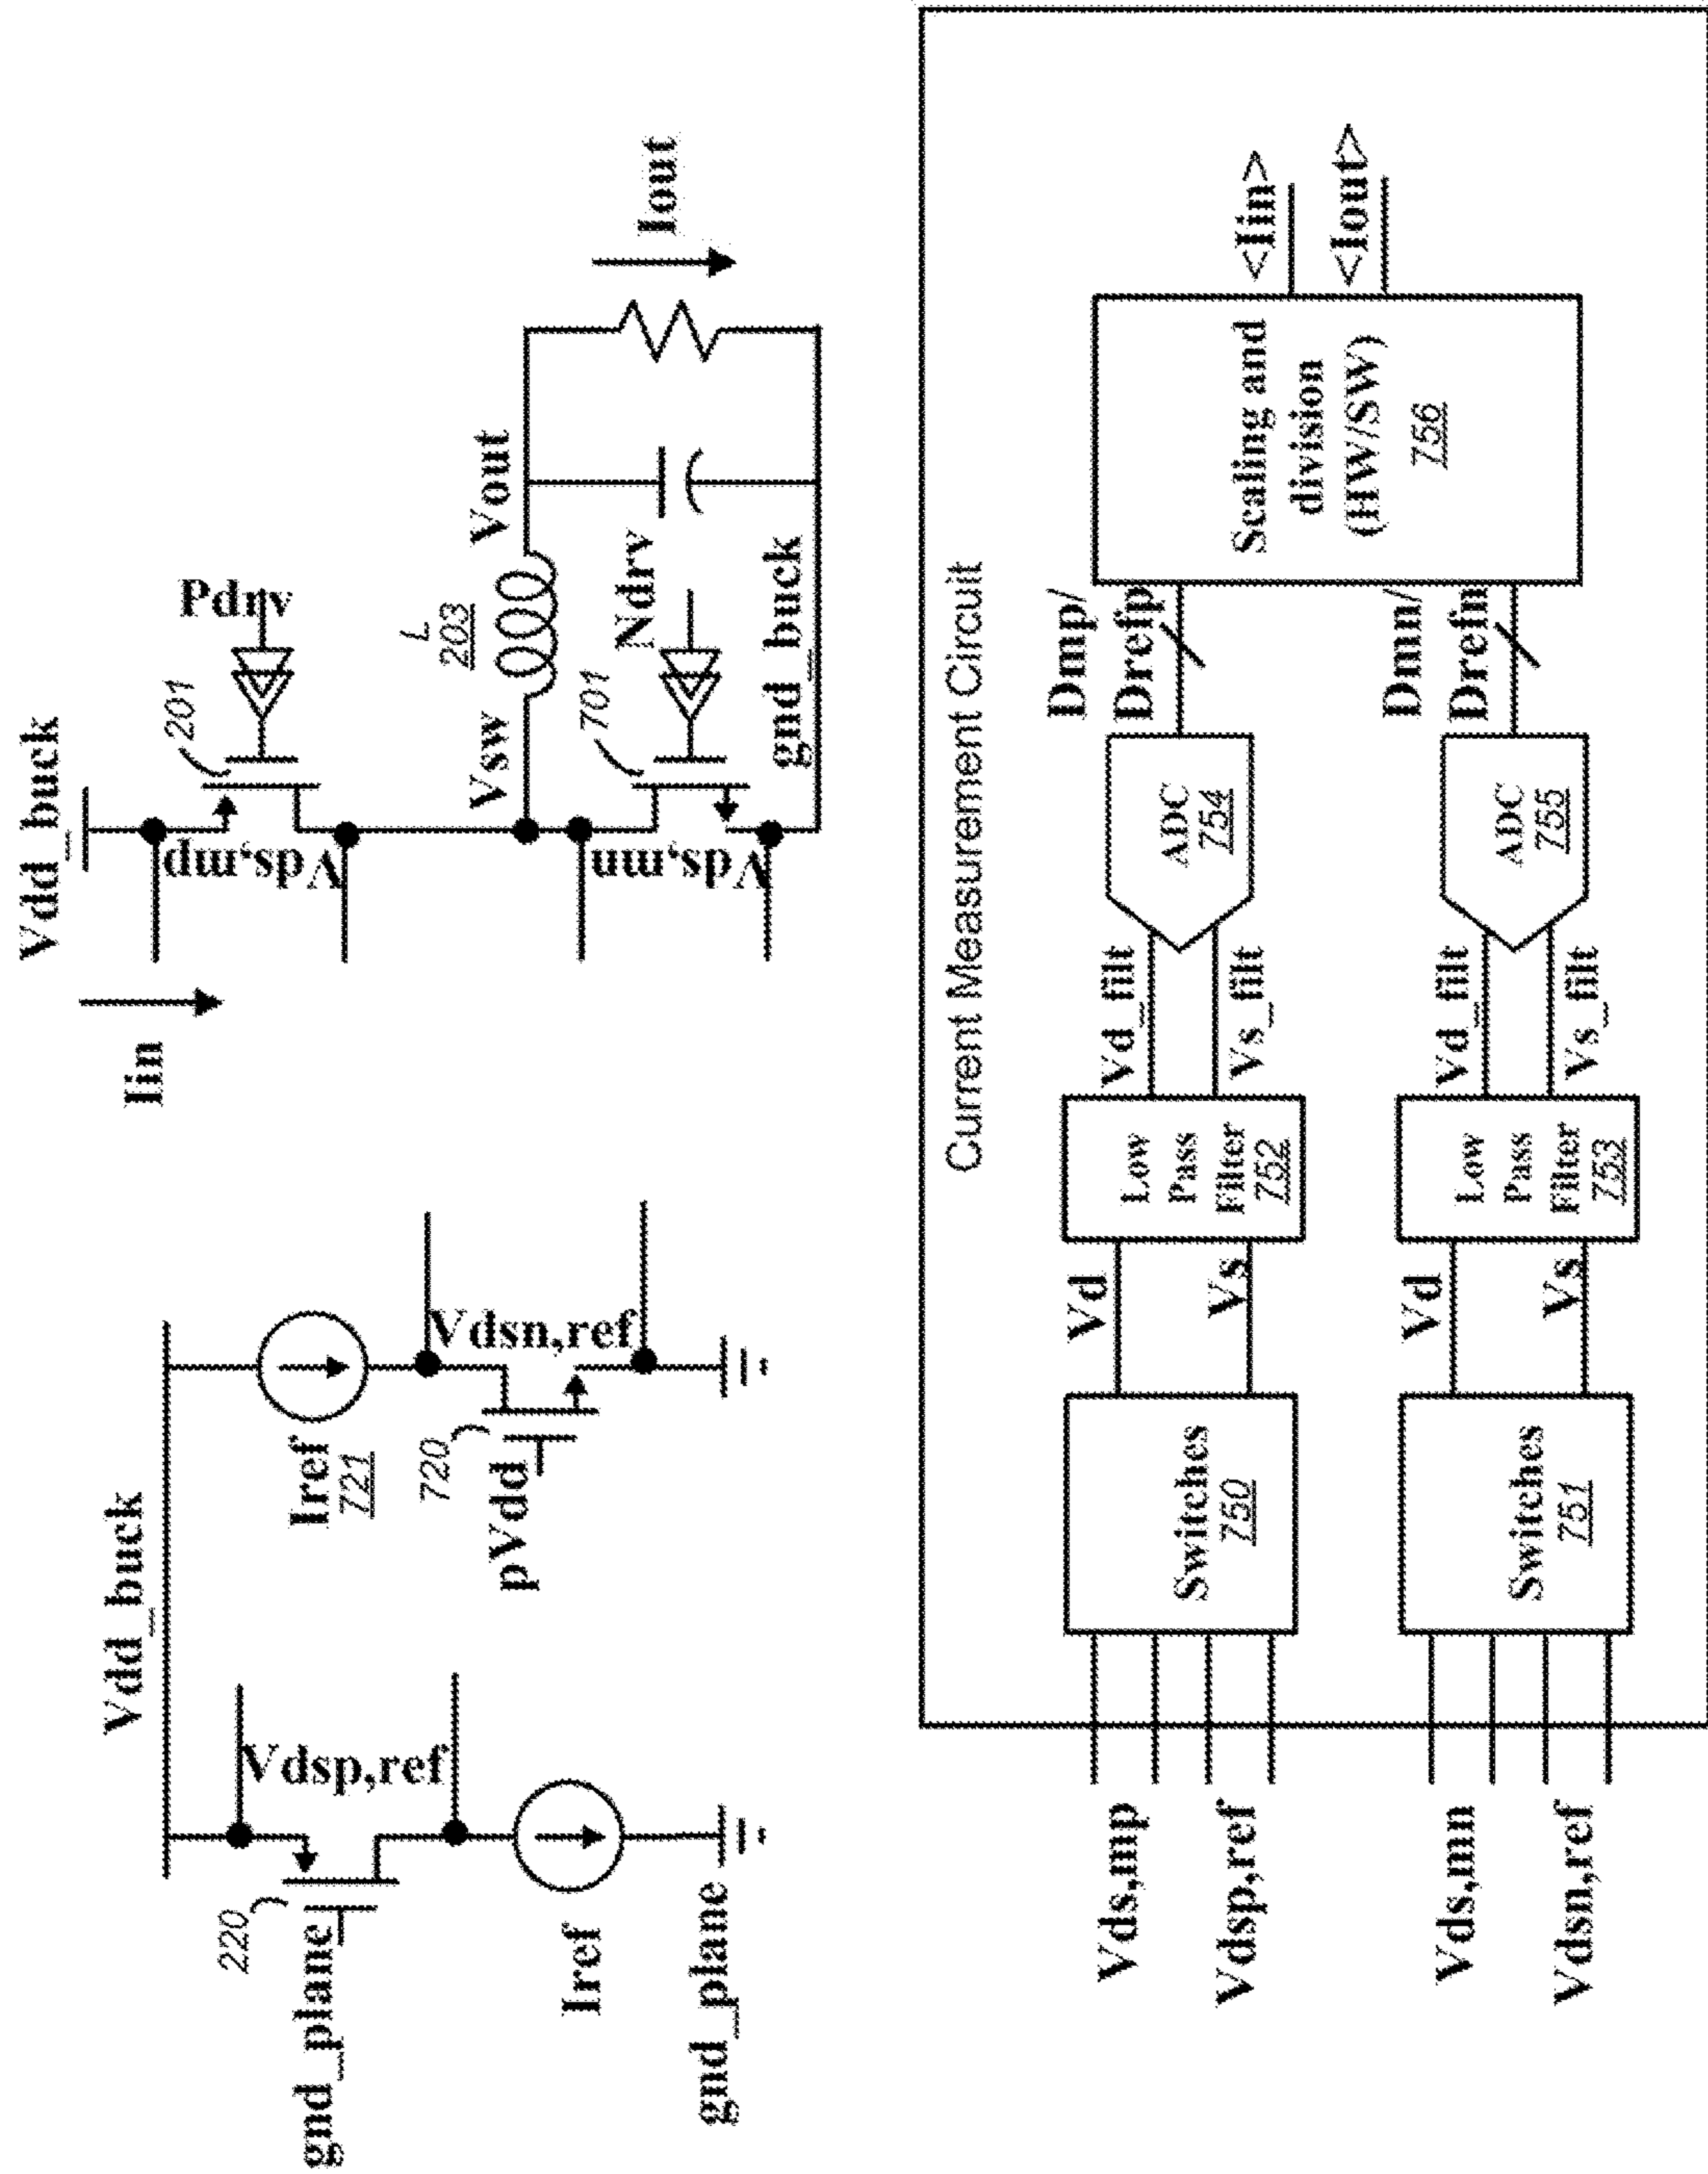 Vdd_buck
Vdsp,ref
220
gnd_plane
Iref
gnd_plane
Iref
721
Vdsn,ref
720
pVdd
Vdd_buck
Iin
Vds,mp
201
Pdrv
Vsw
L
203
Vout
Iout
Vds,mn
701
Ndrv
gnd_buck
Current Measurement Circuit
Vds,mp
Vdsp,ref
Switches
750
Vd
Vs
Low
Pass
Filter
752
Vd_filt
Vs_filt
ADC
754
Dmp/
Drefp
Vds,mn
Vdsn,ref
Switches
751
Vd
Vs
Low
Pass
Filter
753
Vd_filt
Vs_filt
ADC
755
Dmn/
Drefn
Scaling and
division
(HW/SW)
756
<Iin>
<Iout>